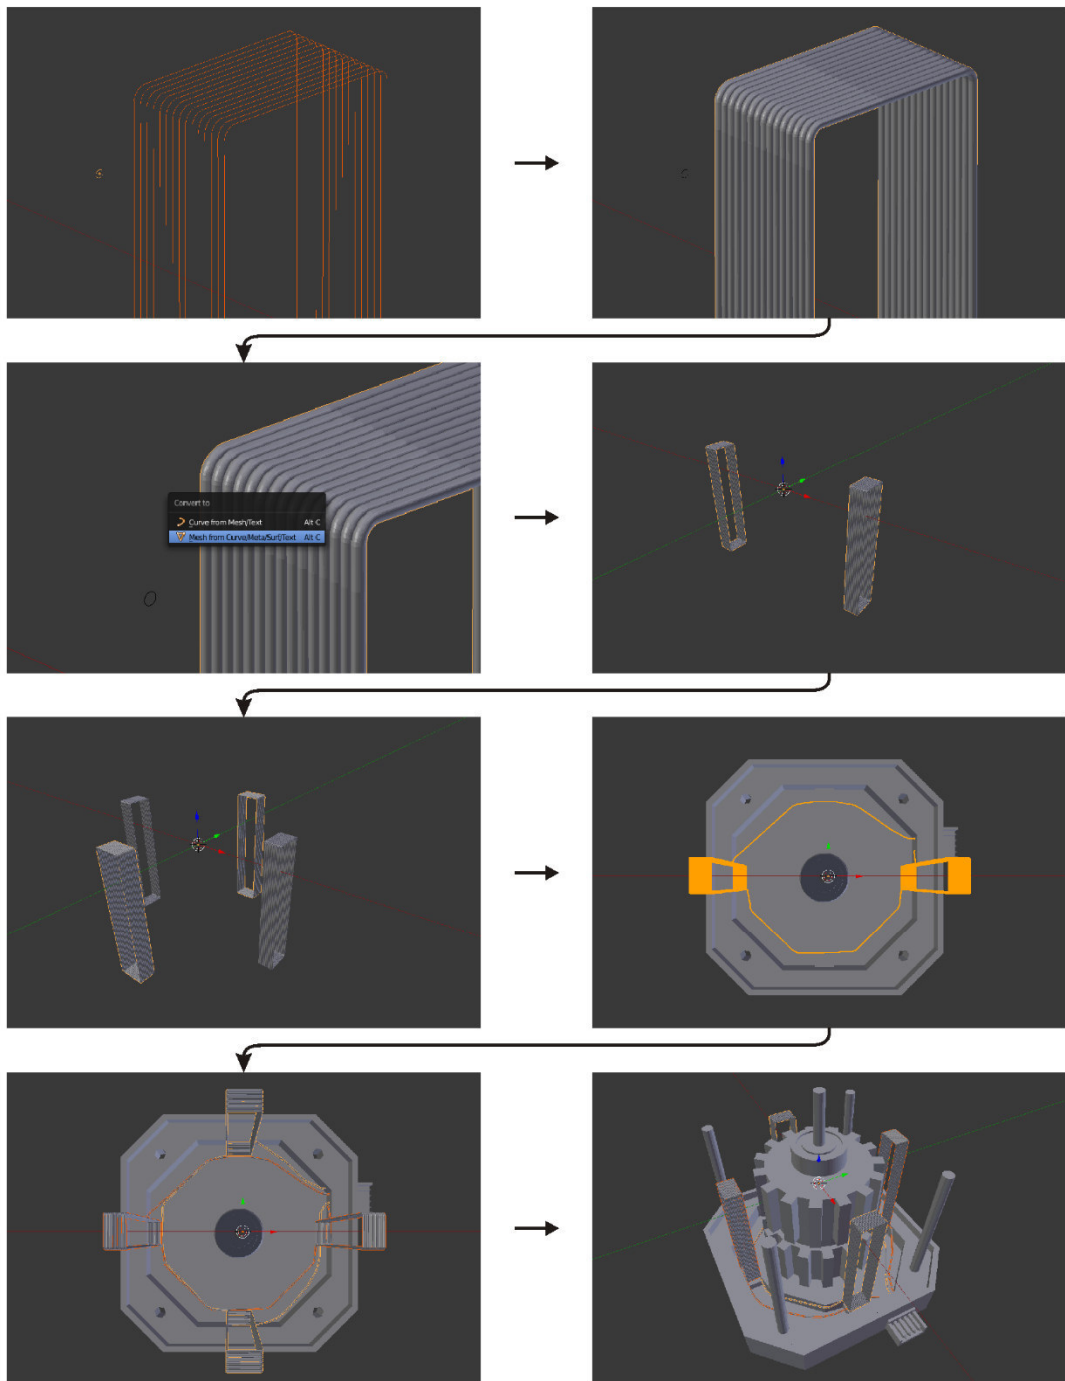 Convert to
Curve from Mesh/Text Alt C
Mesh from Curve/Meta/Surf/Text Alt C